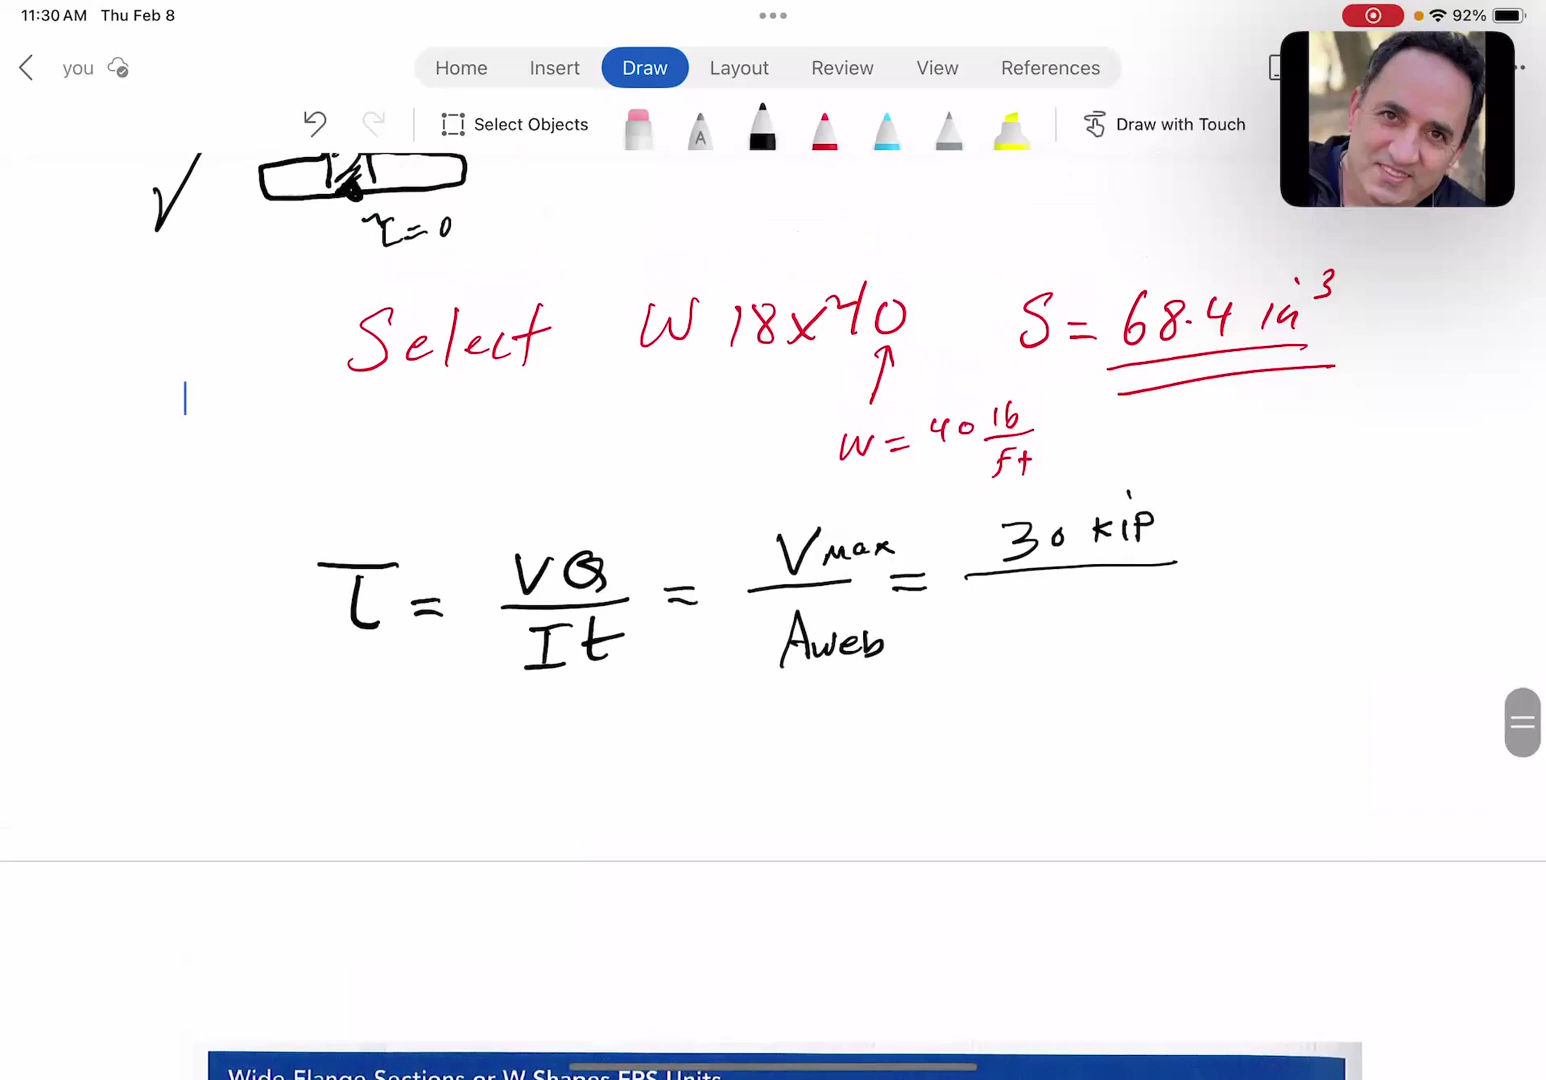 11:30 AM Thu Feb 8
92%
you
Home Insert Draw Layout Review View References
A Select Objects Draw with Touch
τ = 0
Select W 18x40 S = 68.4 in³
w = 40 lb/ft
τ = VQ/It = Vmax/Aweb = 30 kip
Wide Flange Sections or W Shapes FPS Units